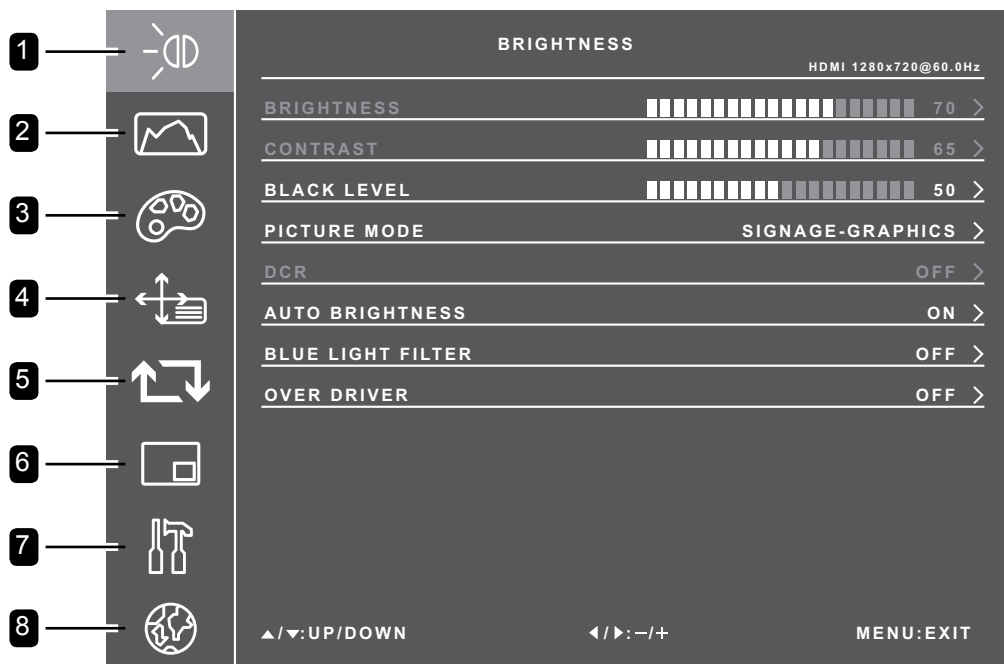 1
BRIGHTNESS
HDMI 1280x720@60.0Hz
BRIGHTNESS 70 >
2
CONTRAST 65 >
BLACK LEVEL 50 >
3
PICTURE MODE SIGNAGE-GRAPHICS >
DCR OFF >
4
AUTO BRIGHTNESS ON >
BLUE LIGHT FILTER OFF >
5
OVER DRIVER OFF >
6
7
8
▲/▼:UP/DOWN ◀/▶:−/+ MENU:EXIT